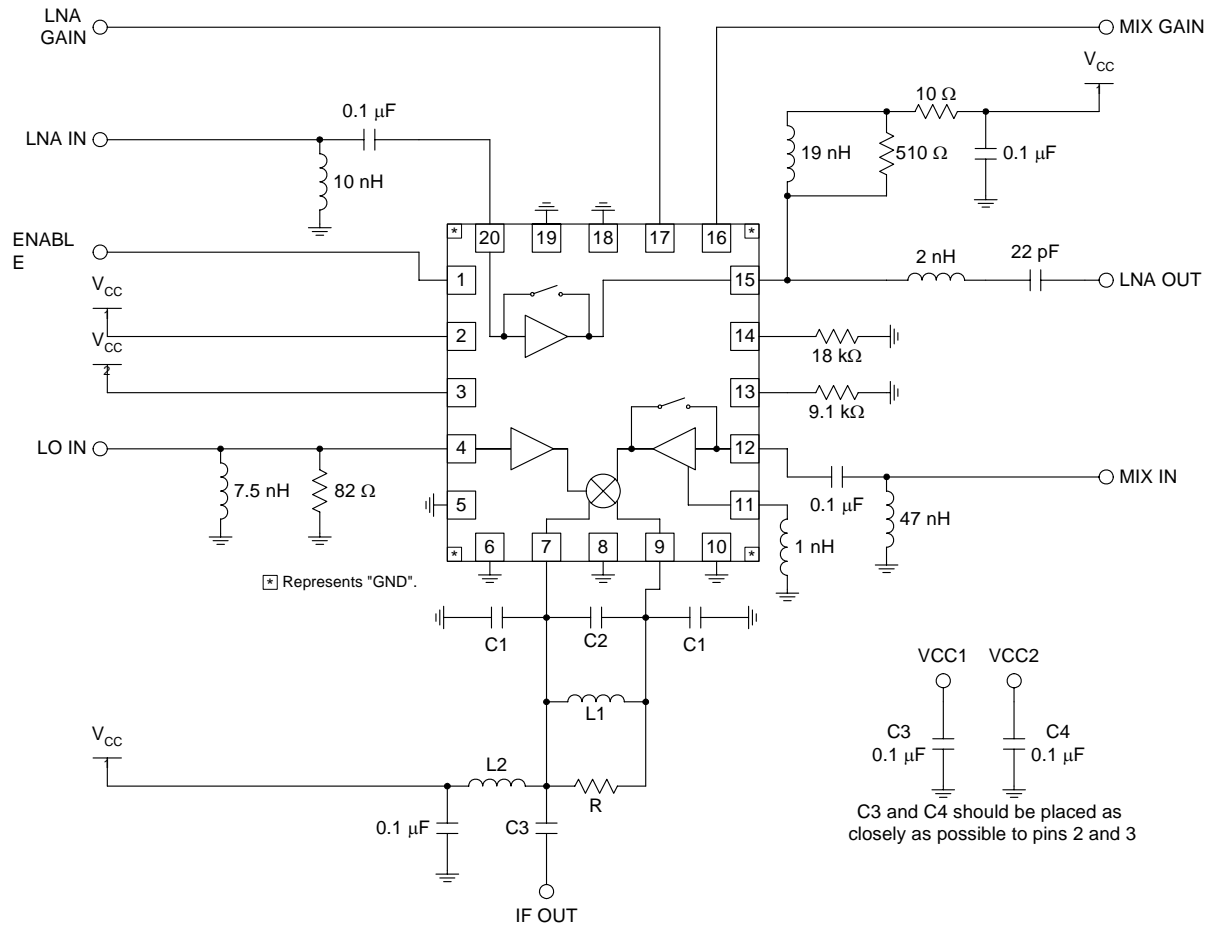 LNA
GAIN
MIX GAIN
V_CC
1
10 Ω
0.1 μF
LNA IN
19 nH
510 Ω
0.1 μF
10 nH
ENABL
E
* 20 19 18 17 16 *
1
15
2 nH
22 pF
LNA OUT
V_CC
1
2
14
18 kΩ
V_CC
2
3
13
9.1 kΩ
LO IN
4
12
MIX IN
7.5 nH
82 Ω
0.1 μF
47 nH
5
11
1 nH
* 6 7 8 9 10 *
* Represents "GND".
C1
C2
C1
L1
VCC1 VCC2
C3
0.1 μF
C4
0.1 μF
V_CC
1
L2
R
0.1 μF
C3
C3 and C4 should be placed as
closely as possible to pins 2 and 3
IF OUT